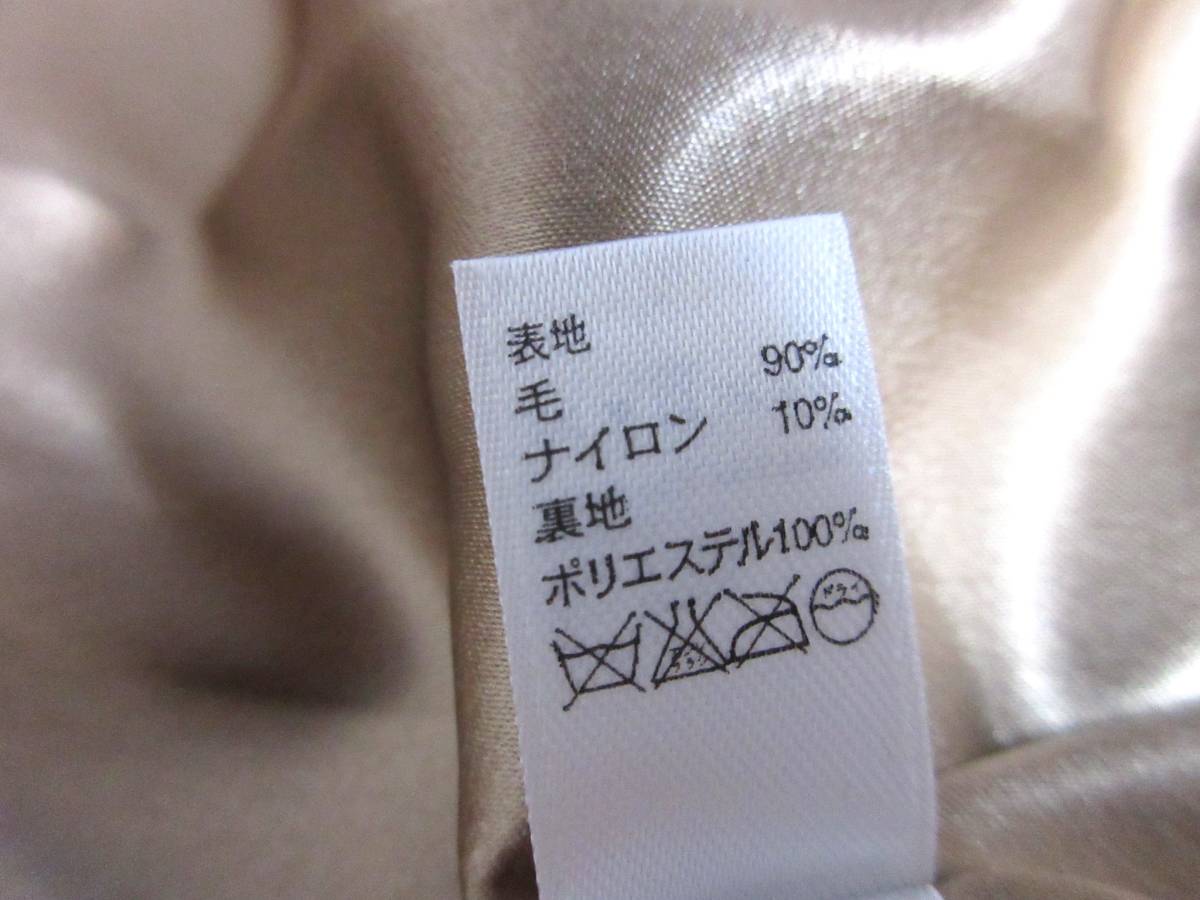 表地
毛 90%
ナイロン 10%
裏地
ポリエステル100%
ドライ